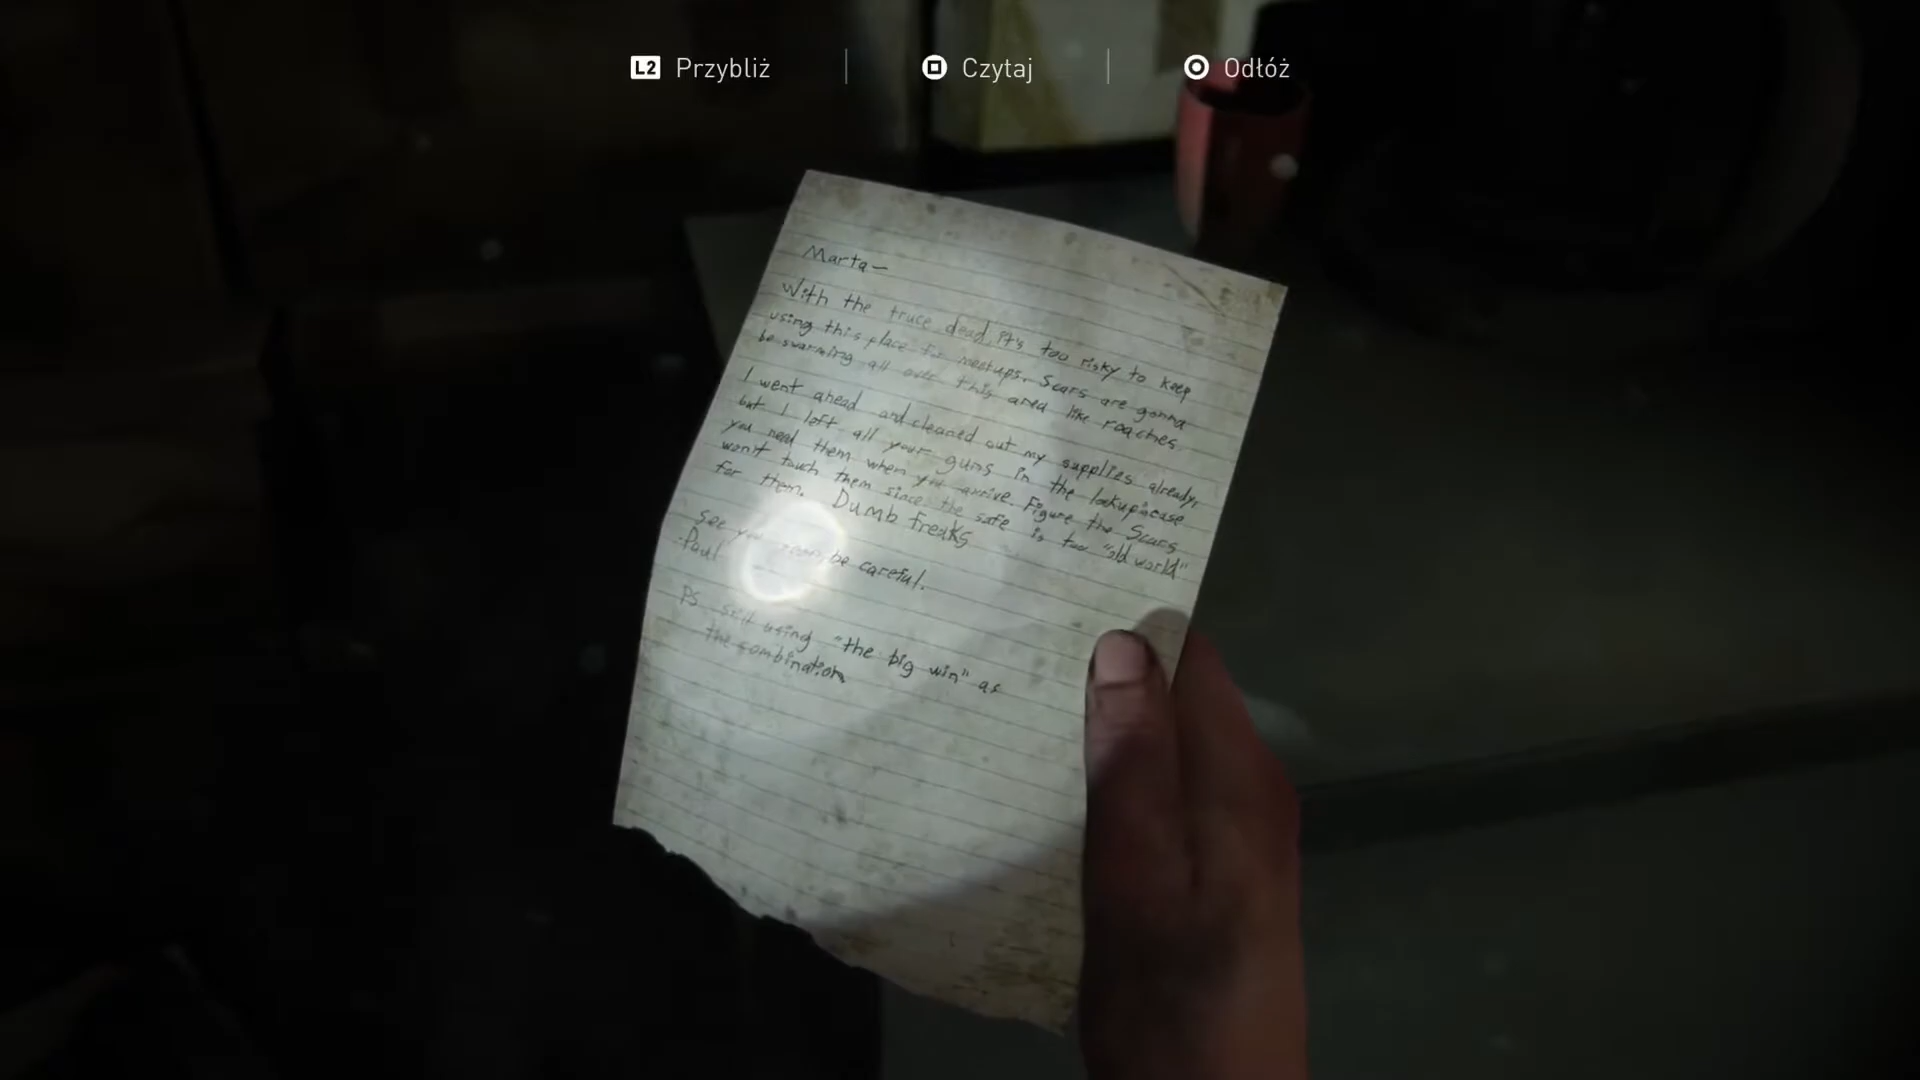 L2 Przybliż
Czytaj
Odłóż
Marta-
With the truce dead, it's too risky to keep
using this place for meetups. Scars are gonna
be swarming all over this area like roaches.
I went ahead and cleaned out my supplies already,
but I left all your guns in the lockup incase
you need them when you arrive. Figure the Scars
won't touch them since the safe is too "old world"
for them. Dumb freaks
See you soon, be careful.
-Paul
PS still using "the big win" as
the combination